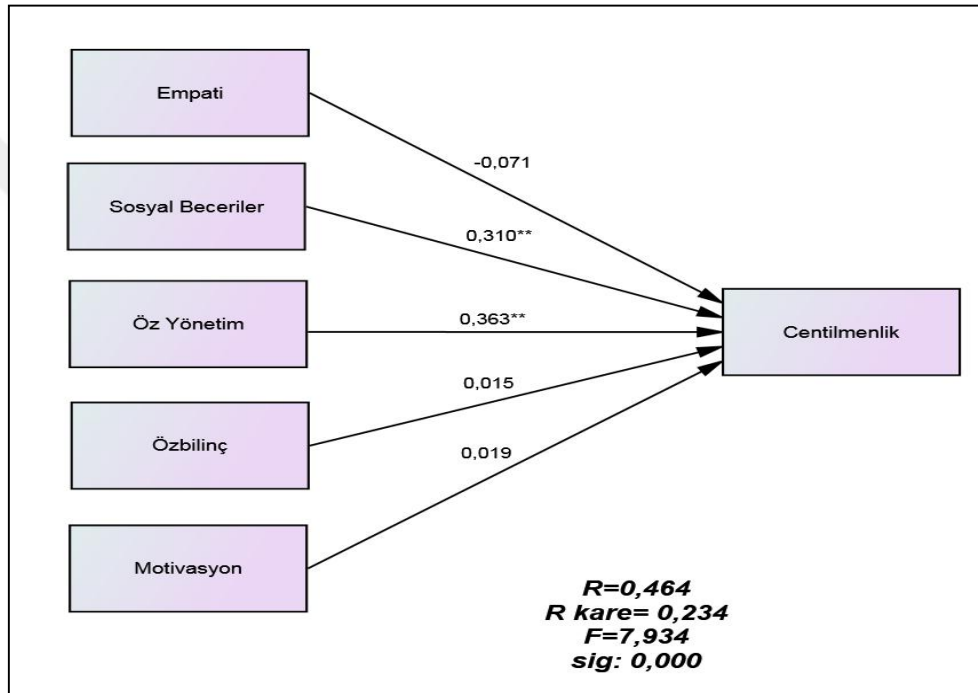 Empati
-0,071
Sosyal Beceriler
0,310**
Öz Yönetim
0,363**
Centilmenlik
0,015
Özbilinç
0,019
Motivasyon
R=0,464
R kare= 0,234
F=7,934
sig: 0,000